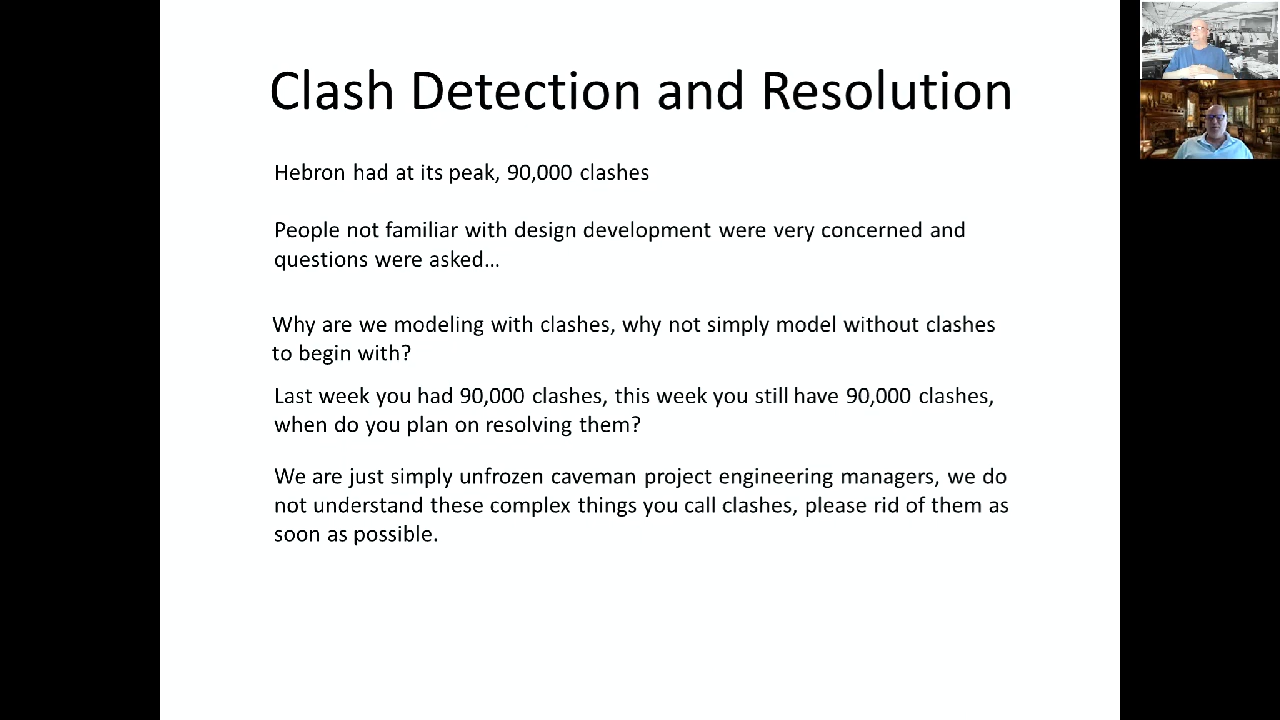 Clash Detection and Resolution
Hebron had at its peak, 90,000 clashes
People not familiar with design development were very concerned and
questions were asked...
Why are we modeling with clashes, why not simply model without clashes
to begin with?
Last week you had 90,000 clashes, this week you still have 90,000 clashes,
when do you plan on resolving them?
We are just simply unfrozen caveman project engineering managers, we do
not understand these complex things you call clashes, please rid of them as
soon as possible.